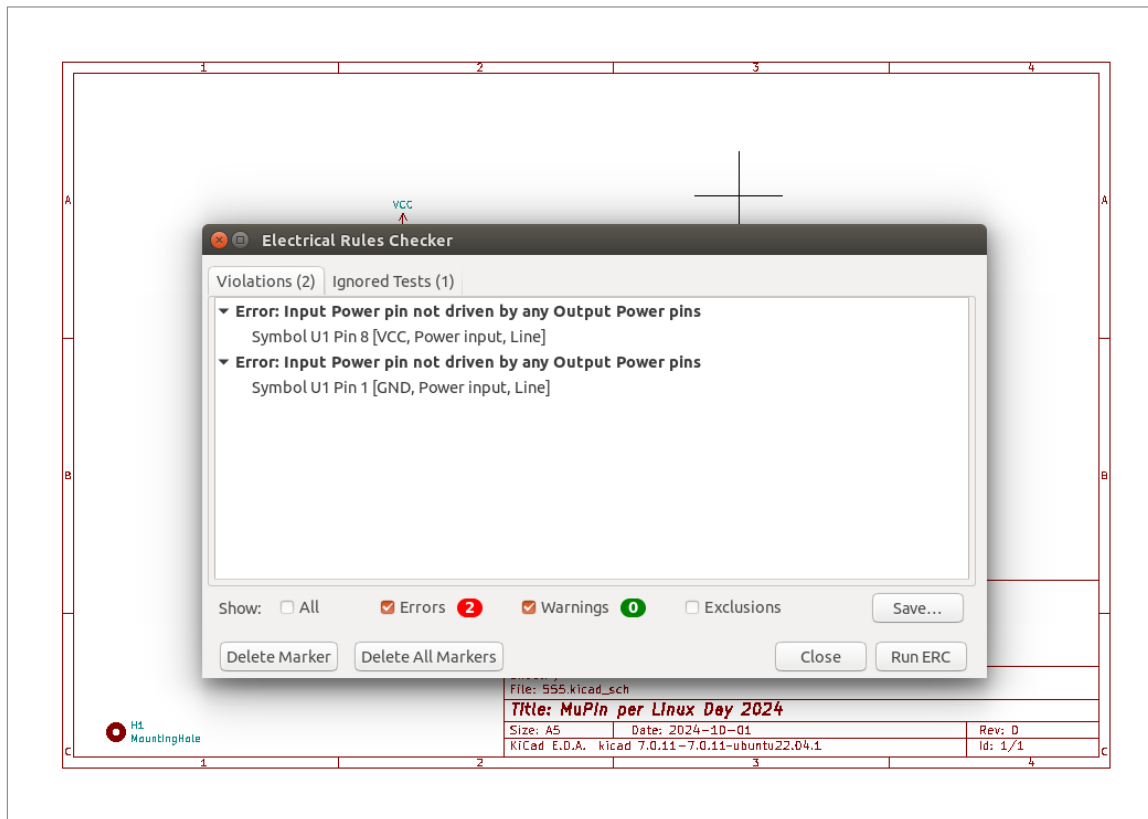 1 2 3 4
A A
VCC
Electrical Rules Checker
Violations (2) Ignored Tests (1)
Error: Input Power pin not driven by any Output Power pins
Symbol U1 Pin 8 [VCC, Power input, Line]
Error: Input Power pin not driven by any Output Power pins
Symbol U1 Pin 1 [GND, Power input, Line]
B B
Show: All Errors 2 Warnings 0 Exclusions Save...
Delete Marker Delete All Markers Close Run ERC
File: 555.kicad_sch
Title: MuPin per Linux Day 2024
Size: A5 Date: 2024-10-01 Rev: D
KiCad E.D.A. kicad 7.0.11-7.0.11~ubuntu22.04.1 Id: 1/1
H1
MountingHole
C C
1 2 3 4